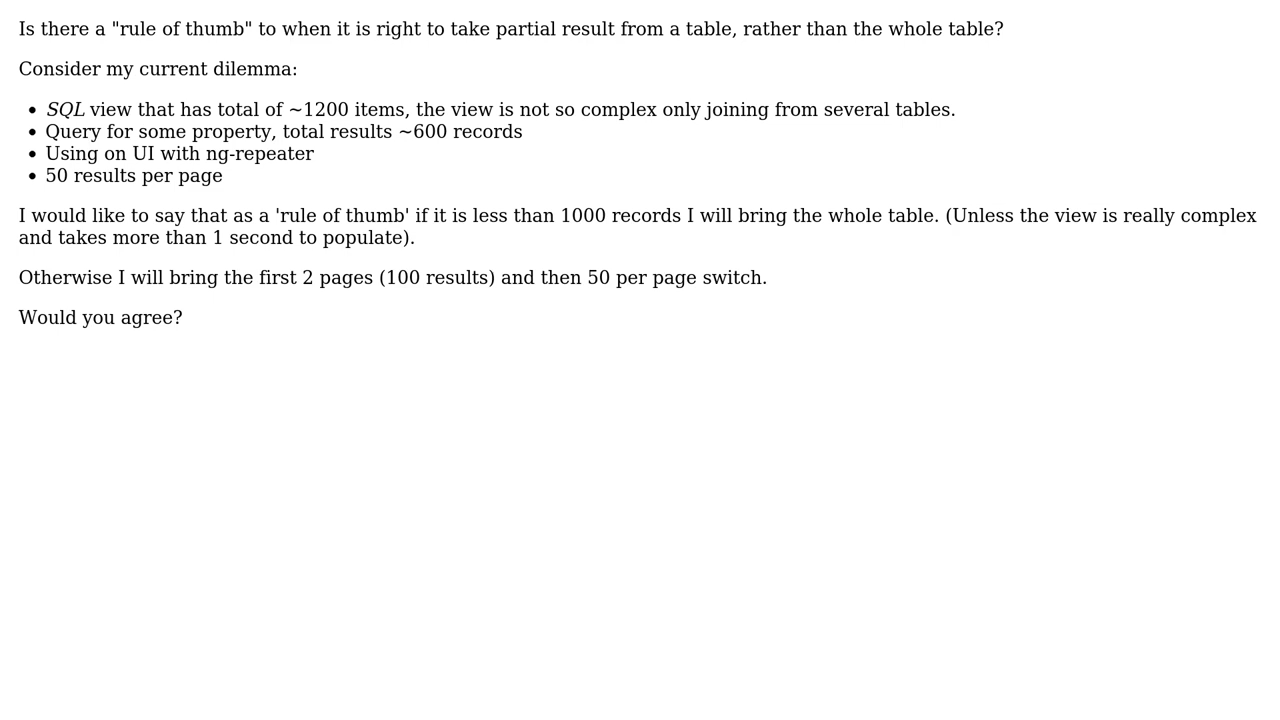 Is there a "rule of thumb" to when it is right to take partial result from a table, rather than the whole table?
Consider my current dilemma:
• SQL view that has total of ~1200 items, the view is not so complex only joining from several tables.
• Query for some property, total results ~600 records
• Using on UI with ng-repeater
• 50 results per page
I would like to say that as a 'rule of thumb' if it is less than 1000 records I will bring the whole table. (Unless the view is really complex
and takes more than 1 second to populate).
Otherwise I will bring the first 2 pages (100 results) and then 50 per page switch.
Would you agree?